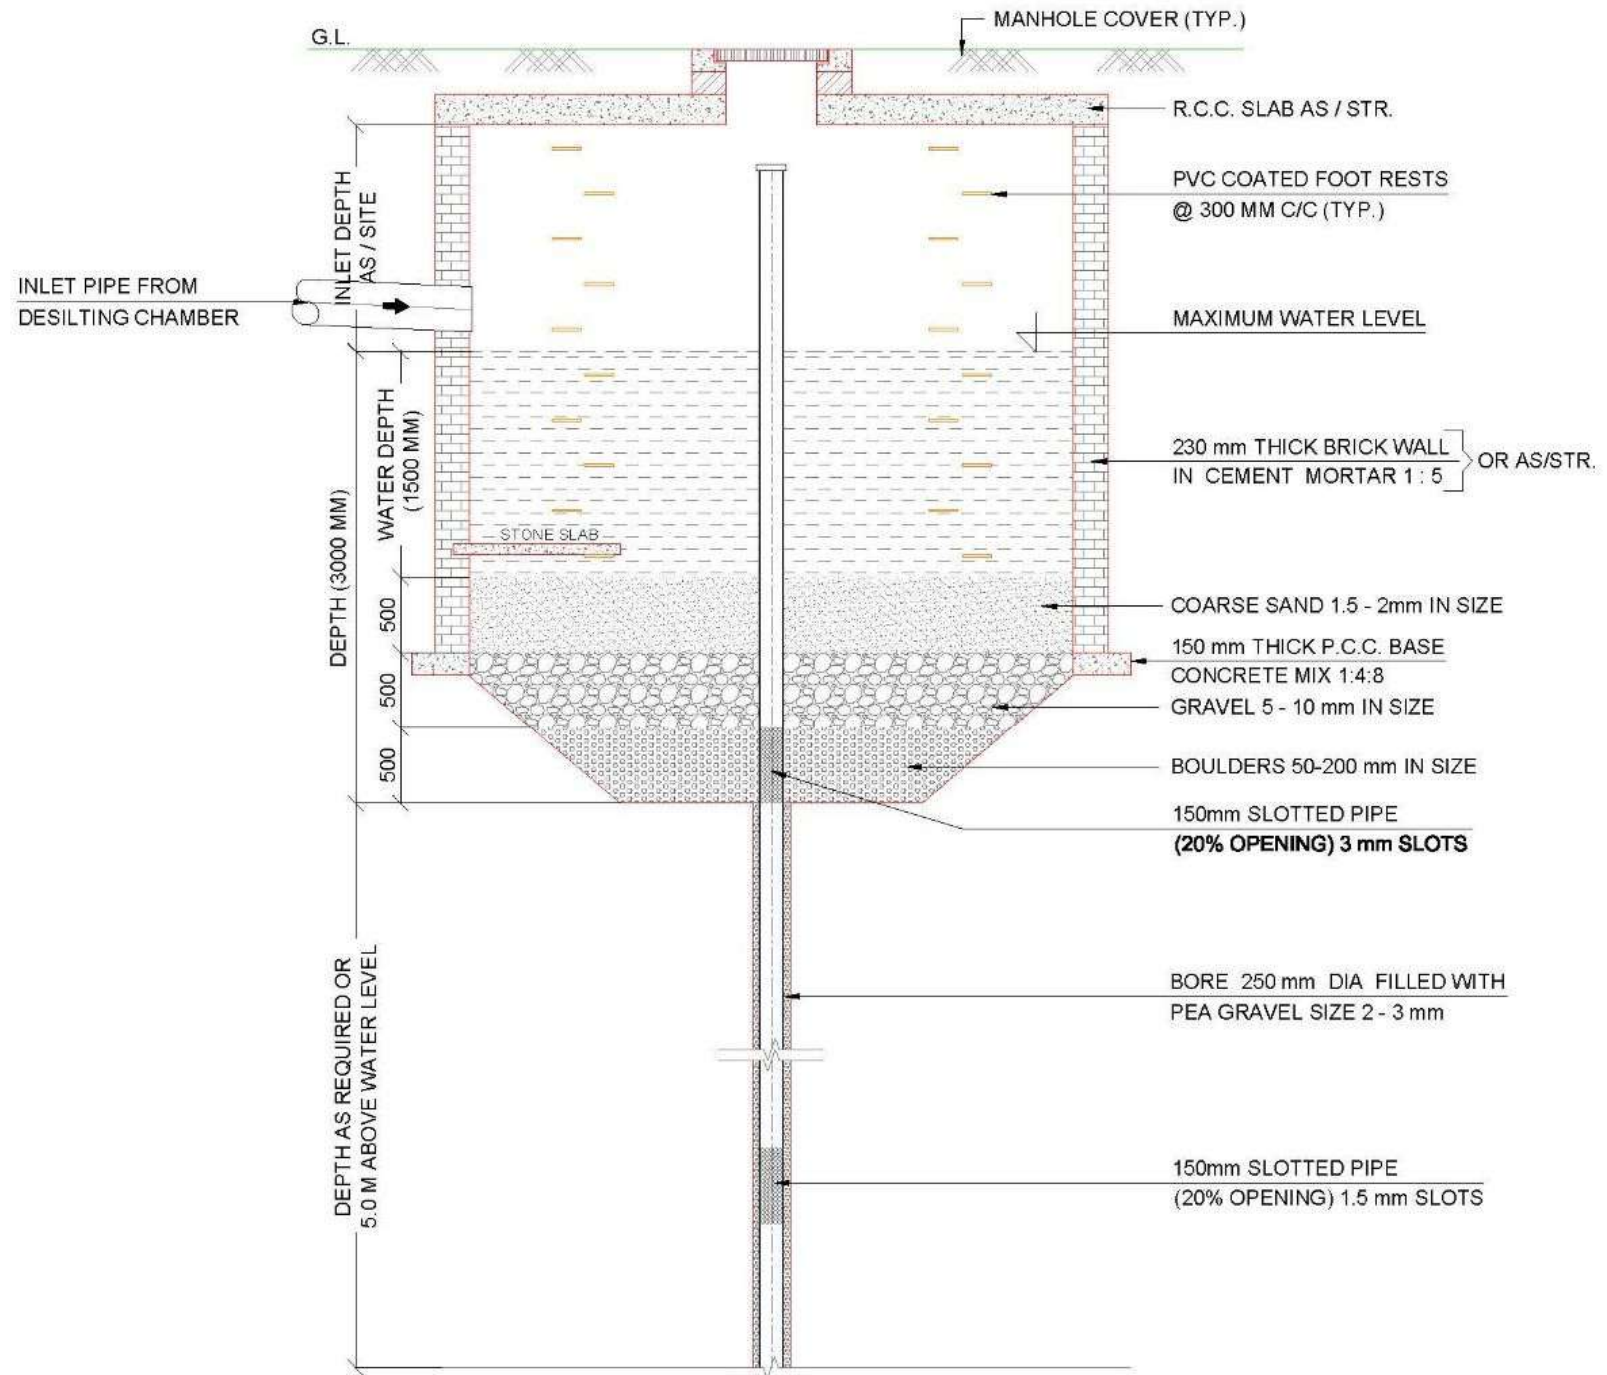 MANHOLE COVER (TYP.)
G.L.
R.C.C. SLAB AS / STR.
INLET DEPTH
AS / SITE
PVC COATED FOOT RESTS
@ 300 MM C/C (TYP.)
INLET PIPE FROM
DESILTING CHAMBER
MAXIMUM WATER LEVEL
WATER DEPTH
(1500 MM)
230 mm THICK BRICK WALL
IN CEMENT MORTAR 1 : 5
OR AS/STR.
DEPTH (3000 MM)
STONE SLAB
500
COARSE SAND 1.5 - 2mm IN SIZE
150 mm THICK P.C.C. BASE
CONCRETE MIX 1:4:8
500
GRAVEL 5 - 10 mm IN SIZE
500
BOULDERS 50-200 mm IN SIZE
150mm SLOTTED PIPE
(20% OPENING) 3 mm SLOTS
DEPTH AS REQUIRED OR
5.0 M ABOVE WATER LEVEL
BORE 250 mm DIA FILLED WITH
PEA GRAVEL SIZE 2 - 3 mm
150mm SLOTTED PIPE
(20% OPENING) 1.5 mm SLOTS